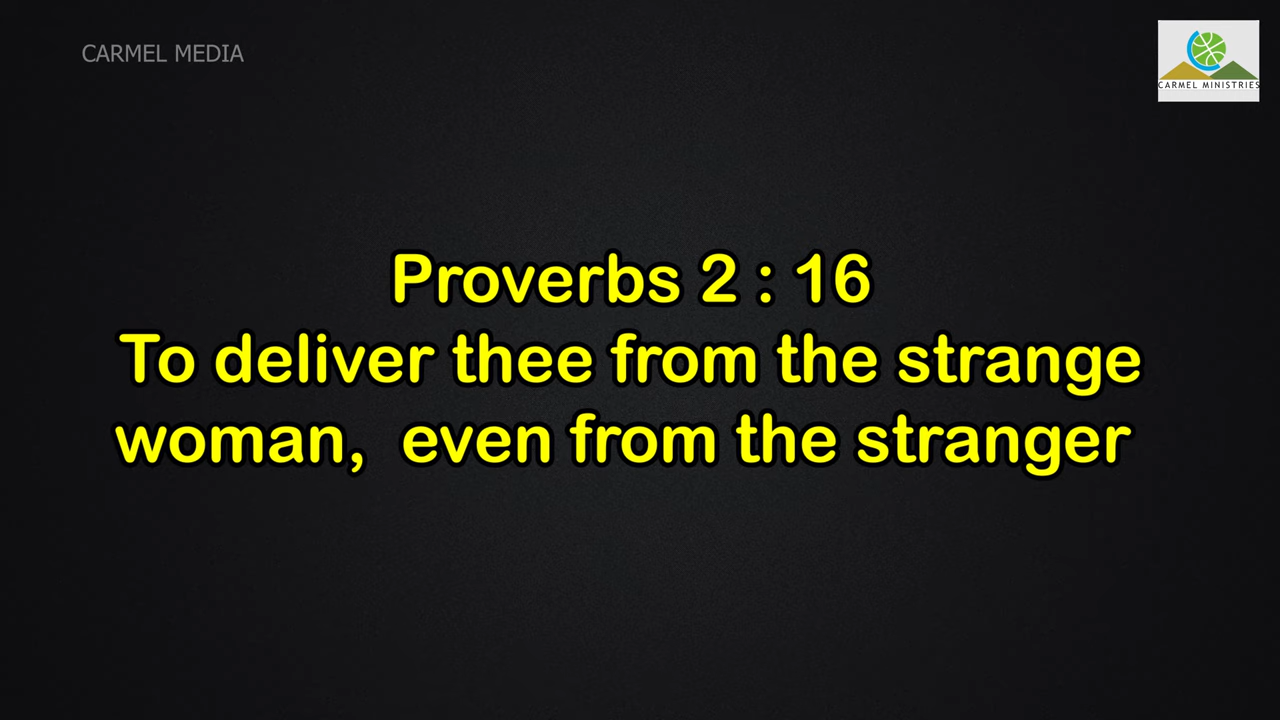 CARMEL MEDIA
CARMEL MINISTRIES
Proverbs 2 : 16
To deliver thee from the strange
woman,  even from the stranger